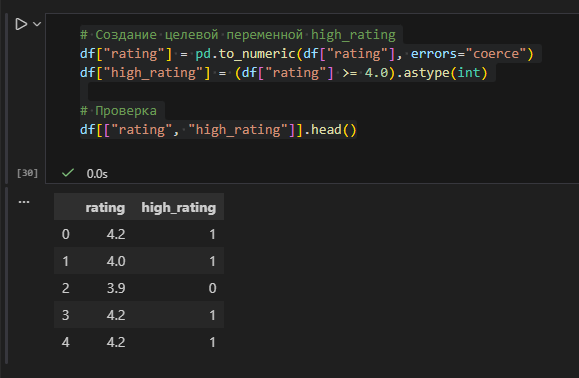 # Создание целевой переменной high_rating
df["rating"] = pd.to_numeric(df["rating"], errors="coerce")
df["high_rating"] = (df["rating"] >= 4.0).astype(int)
# Проверка
df[["rating", "high_rating"]].head()
[30]
0.0s
...
rating high_rating
0 4.2 1
1 4.0 1
2 3.9 0
3 4.2 1
4 4.2 1